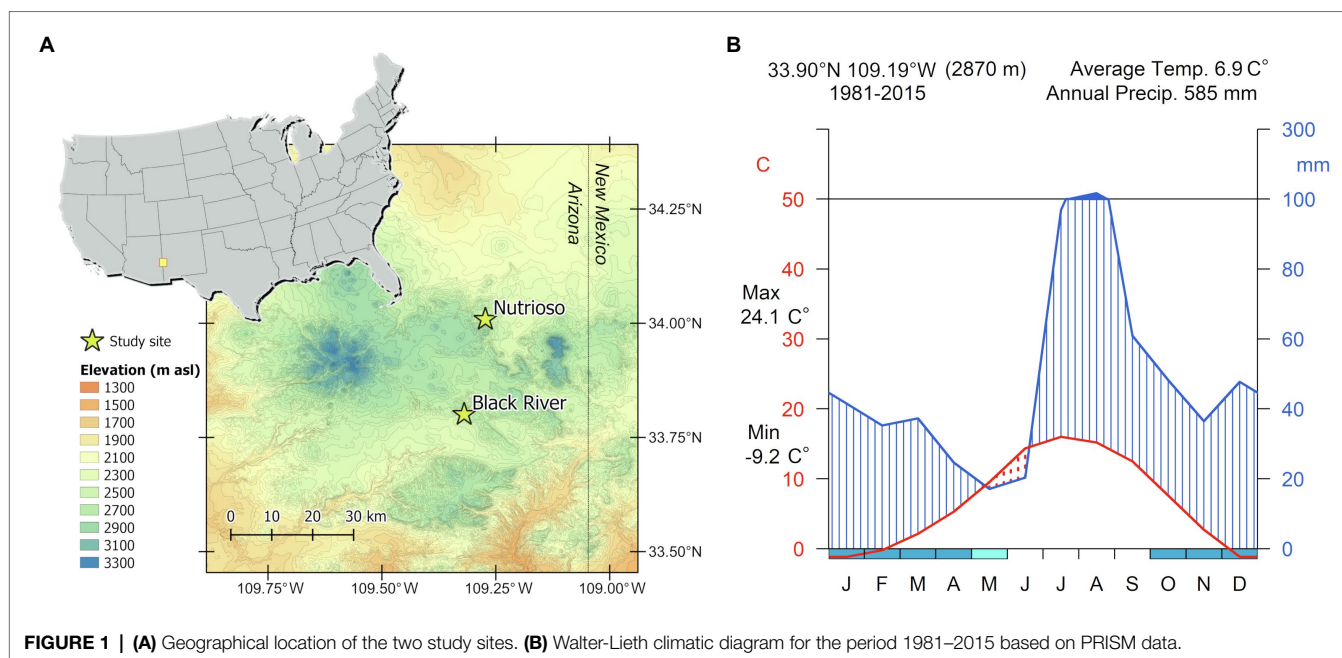 A
New Mexico
Arizona
34.25°N
34.00°N
33.75°N
33.50°N
Nutrioso
Black River
Study site
Elevation (m asl)
1300
1500
1700
1900
2100
2300
2500
2700
2900
3100
3300
0 10 20 30 km
109.75°W 109.50°W 109.25°W 109.00°W
B
33.90°N 109.19°W (2870 m) Average Temp. 6.9 C°
1981-2015 Annual Precip. 585 mm
300
C mm
50 100
40 80
Max
24.1 C°
30 60
20 40
Min
-9.2 C°
10 20
0 0
J F M A M J J A S O N D
FIGURE 1 | (A) Geographical location of the two study sites. (B) Walter-Lieth climatic diagram for the period 1981–2015 based on PRISM data.